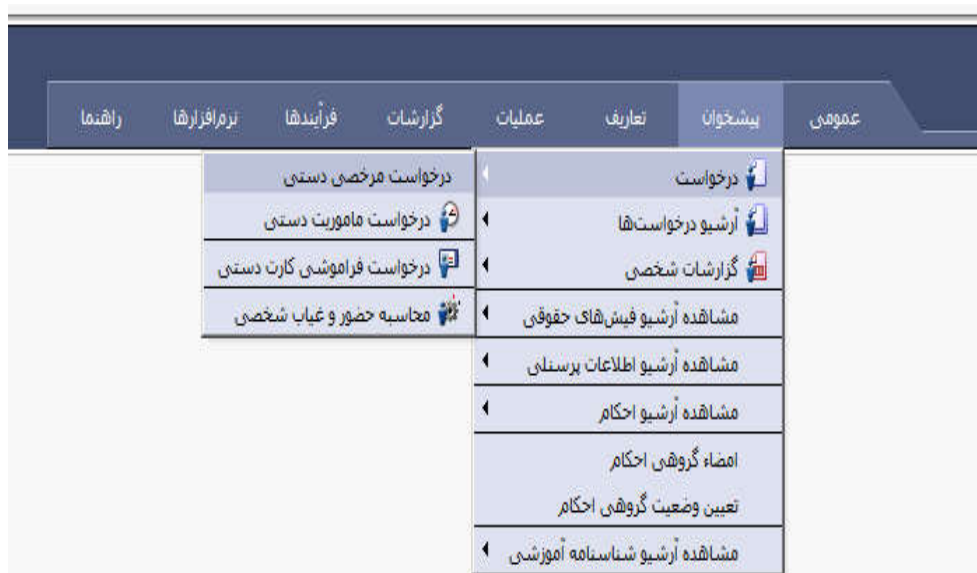 عمومی
پیشخوان
تعاریف
عملیات
گزارشات
فرآیندها
نرم‌افزارها
راهنما
درخواست
آرشیو درخواست‌ها
گزارشات شخصی
مشاهده آرشیو فیش‌های حقوقی
مشاهده آرشیو اطلاعات پرسنلی
مشاهده آرشیو احکام
امضاء گروهی احکام
تعیین وضعیت گروهی احکام
مشاهده آرشیو شناسنامه آموزشی
درخواست مرخصی دستی
درخواست ماموریت دستی
درخواست فراموشی کارت دستی
محاسبه حضور و غیاب شخصی